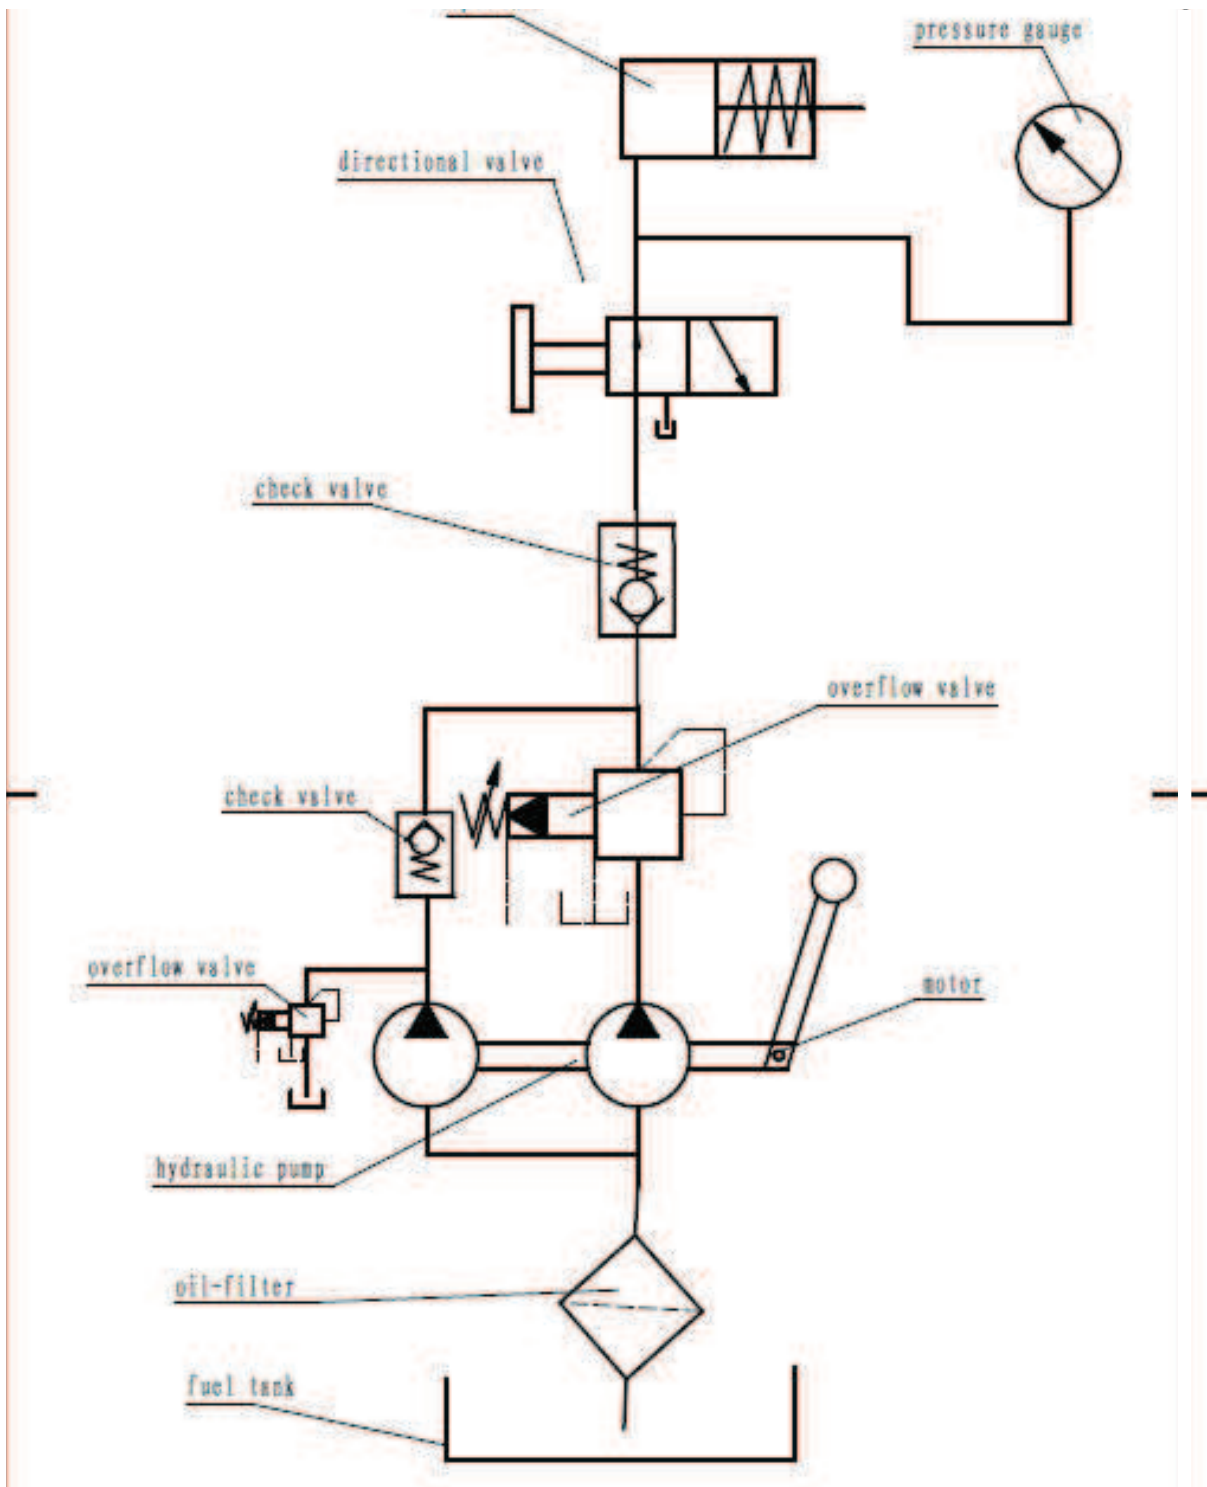 pressure gauge
directional valve
check valve
overflow valve
check valve
overflow valve
motor
hydraulic pump
oil-filter
fuel tank